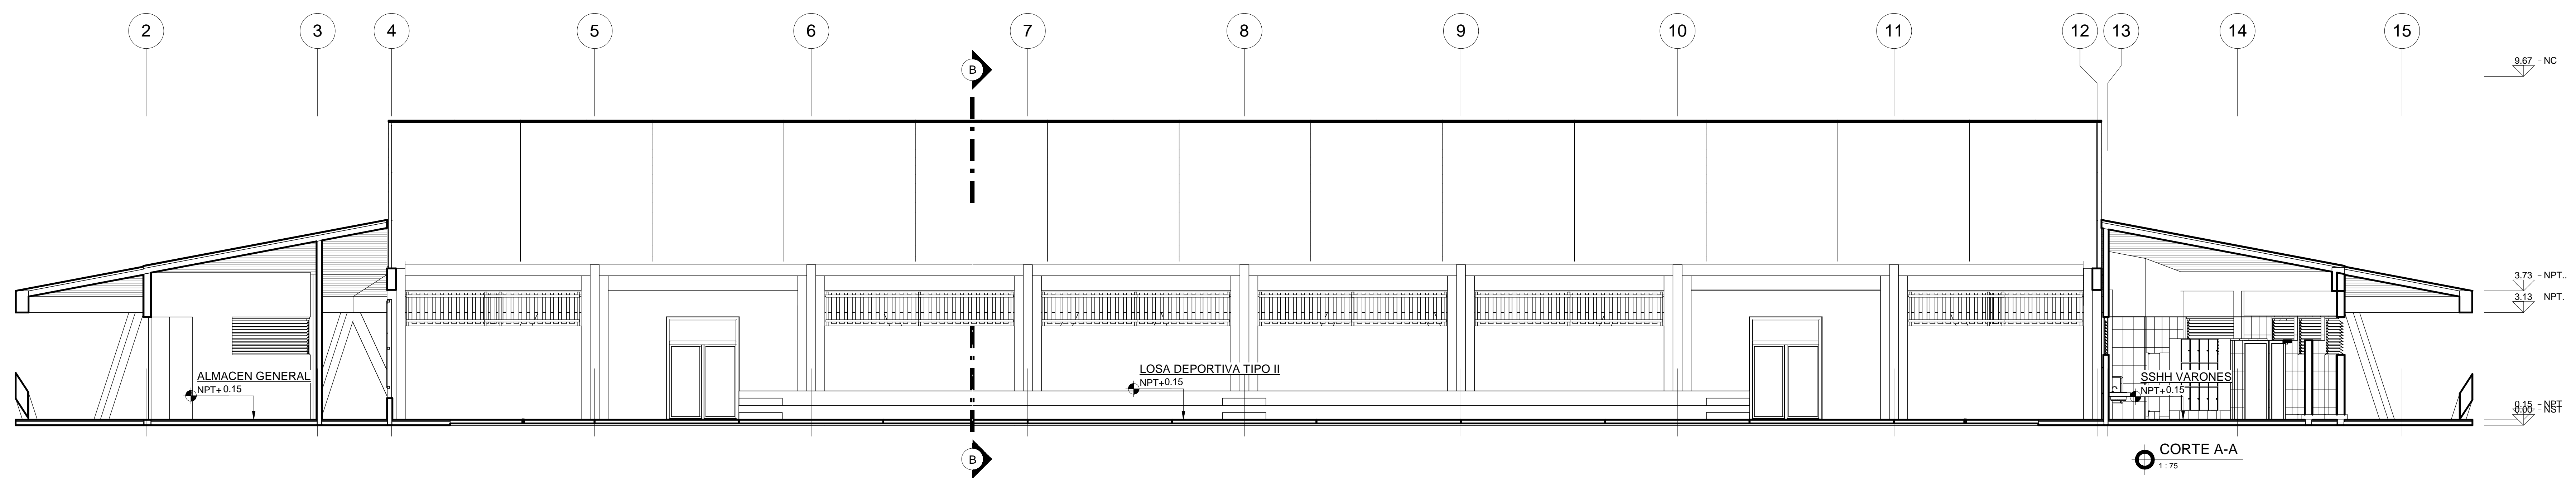 2 3 4 5 6 7 8 9 10 11 12 13 14 15
B
9.67 - NC
3.73 - NPT..
3.13 - NPT.
LOSA DEPORTIVA TIPO II
NPT+0.15
ALMACEN GENERAL
NPT+0.15
SSHH VARONES
NPT+0.15
0.15 - NPT
0.00 - NST
B
CORTE A-A
1 : 75